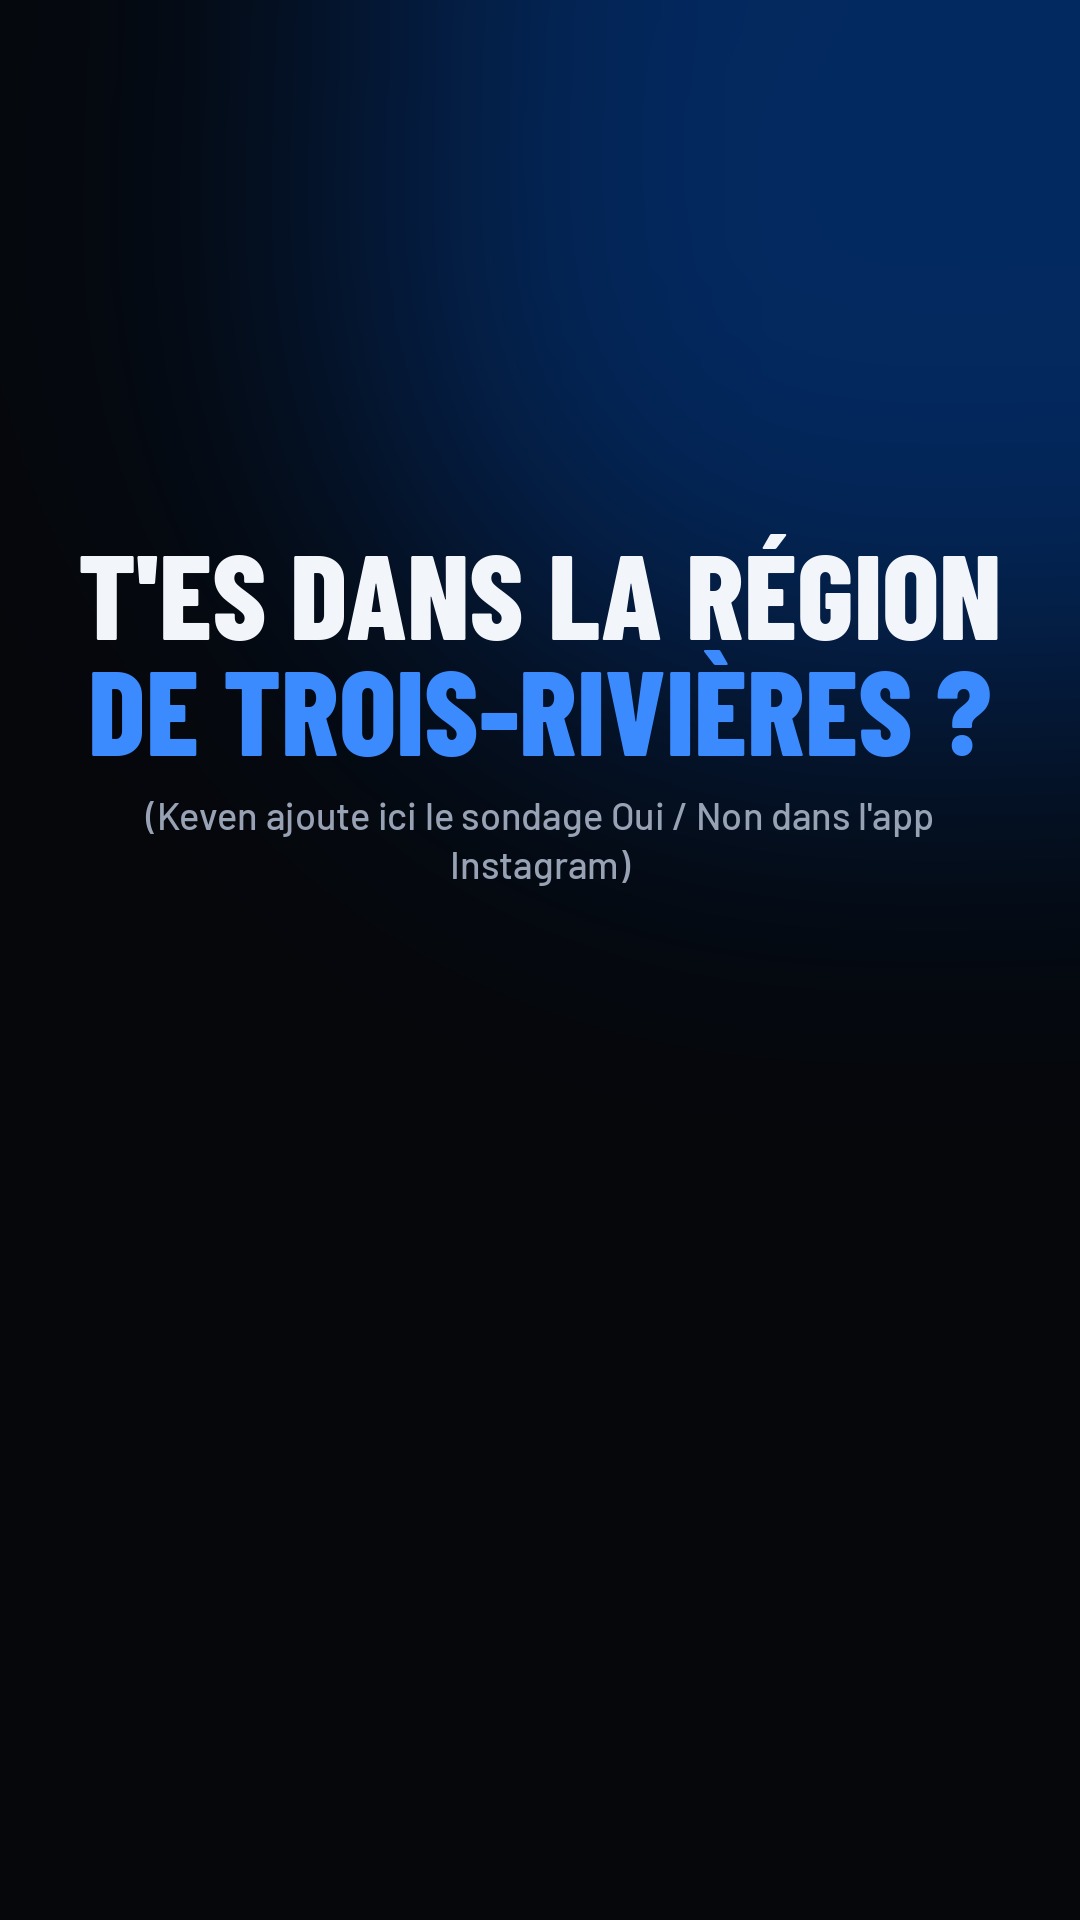 T'ES DANS LA RÉGION
DE TROIS-RIVIÈRES ?
(Keven ajoute ici le sondage Oui / Non dans l'app
Instagram)